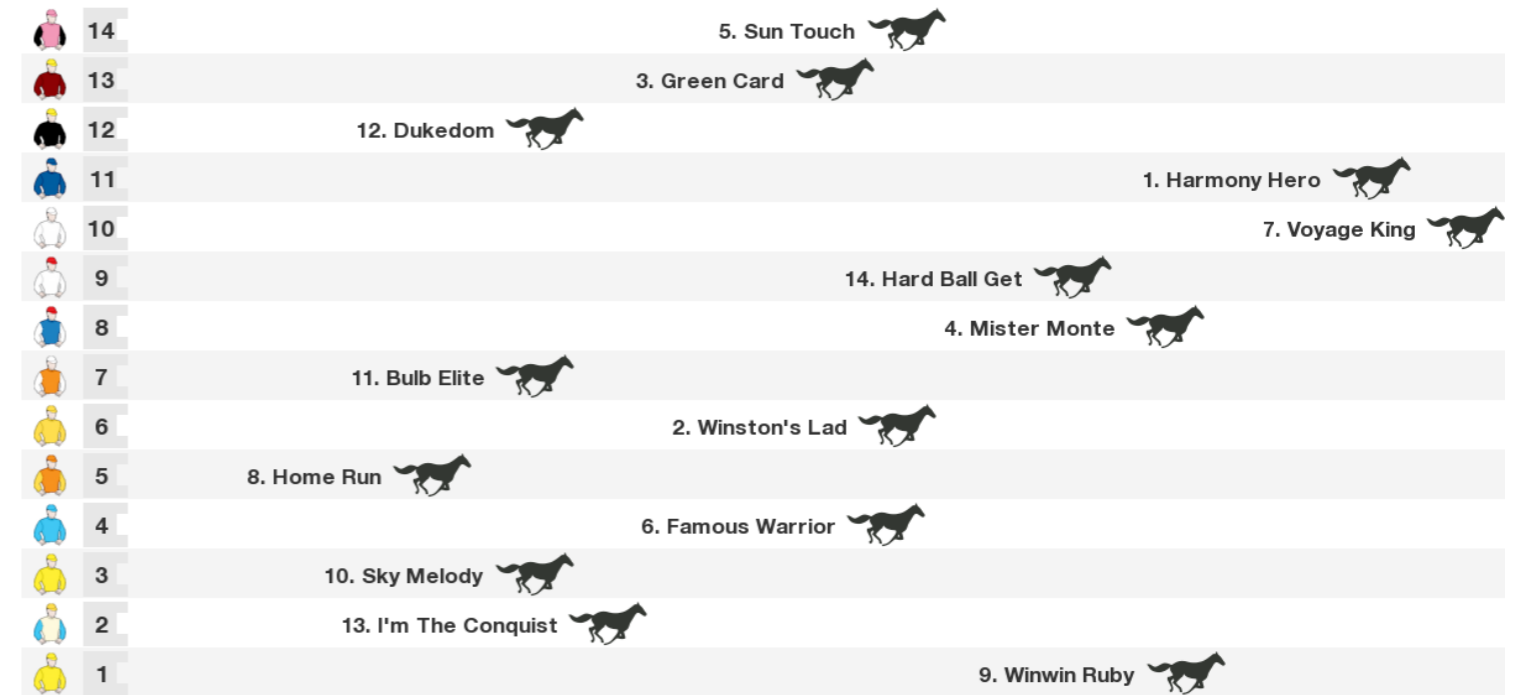 14 5. Sun Touch
13 3. Green Card
12 12. Dukedom
11 1. Harmony Hero
10 7. Voyage King
9 14. Hard Ball Get
8 4. Mister Monte
7 11. Bulb Elite
6 2. Winston's Lad
5 8. Home Run
4 6. Famous Warrior
3 10. Sky Melody
2 13. I'm The Conquist
1 9. Winwin Ruby